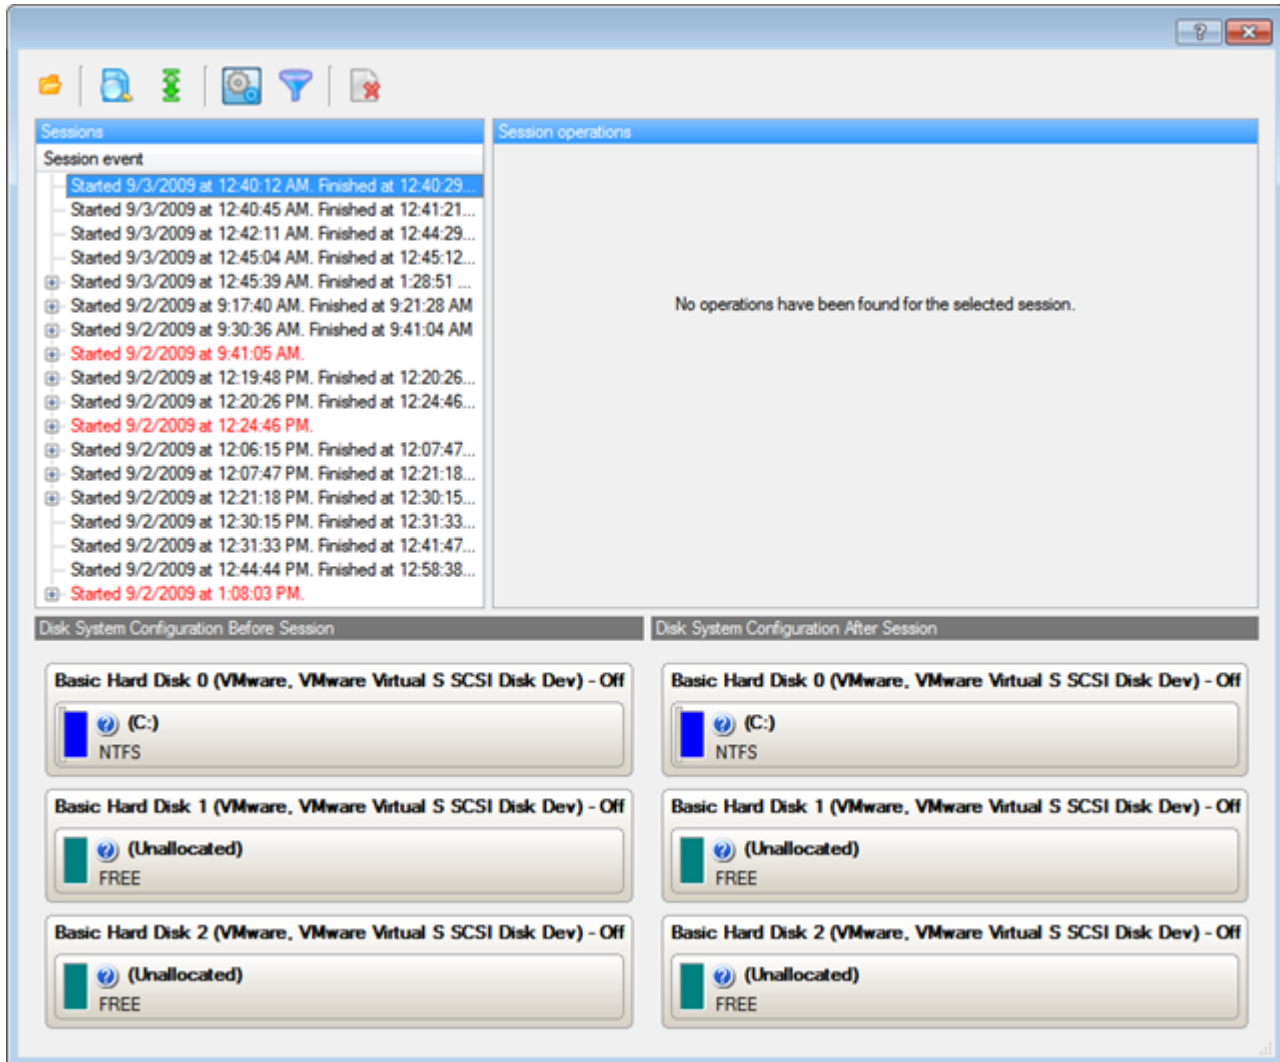 Sessions
Session operations
Session event
Started 9/3/2009 at 12:40:12 AM. Finished at 12:40:29...
Started 9/3/2009 at 12:40:45 AM. Finished at 12:41:21...
Started 9/3/2009 at 12:42:11 AM. Finished at 12:44:29...
Started 9/3/2009 at 12:45:04 AM. Finished at 12:45:12...
Started 9/3/2009 at 12:45:39 AM. Finished at 1:28:51 ...
Started 9/2/2009 at 9:17:40 AM. Finished at 9:21:28 AM
Started 9/2/2009 at 9:30:36 AM. Finished at 9:41:04 AM
Started 9/2/2009 at 9:41:05 AM.
Started 9/2/2009 at 12:19:48 PM. Finished at 12:20:26...
Started 9/2/2009 at 12:20:26 PM. Finished at 12:24:46...
Started 9/2/2009 at 12:24:46 PM.
Started 9/2/2009 at 12:06:15 PM. Finished at 12:07:47...
Started 9/2/2009 at 12:07:47 PM. Finished at 12:21:18...
Started 9/2/2009 at 12:21:18 PM. Finished at 12:30:15...
Started 9/2/2009 at 12:30:15 PM. Finished at 12:31:33...
Started 9/2/2009 at 12:31:33 PM. Finished at 12:41:47...
Started 9/2/2009 at 12:44:44 PM. Finished at 12:58:38...
Started 9/2/2009 at 1:08:03 PM.
No operations have been found for the selected session.
Disk System Configuration Before Session
Basic Hard Disk 0 (VMware, VMware Virtual S SCSI Disk Dev) - Off
(C:)
NTFS
Basic Hard Disk 1 (VMware, VMware Virtual S SCSI Disk Dev) - Off
(Unallocated)
FREE
Basic Hard Disk 2 (VMware, VMware Virtual S SCSI Disk Dev) - Off
(Unallocated)
FREE
Disk System Configuration After Session
Basic Hard Disk 0 (VMware, VMware Virtual S SCSI Disk Dev) - Off
(C:)
NTFS
Basic Hard Disk 1 (VMware, VMware Virtual S SCSI Disk Dev) - Off
(Unallocated)
FREE
Basic Hard Disk 2 (VMware, VMware Virtual S SCSI Disk Dev) - Off
(Unallocated)
FREE